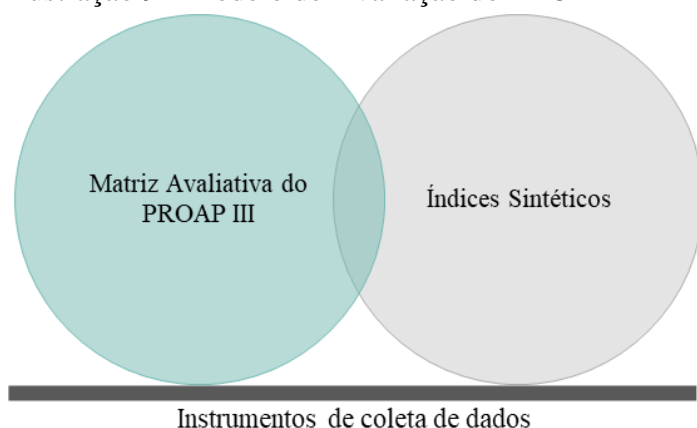 Matriz Avaliativa do
PROAP III
Índices Sintéticos
Instrumentos de coleta de dados